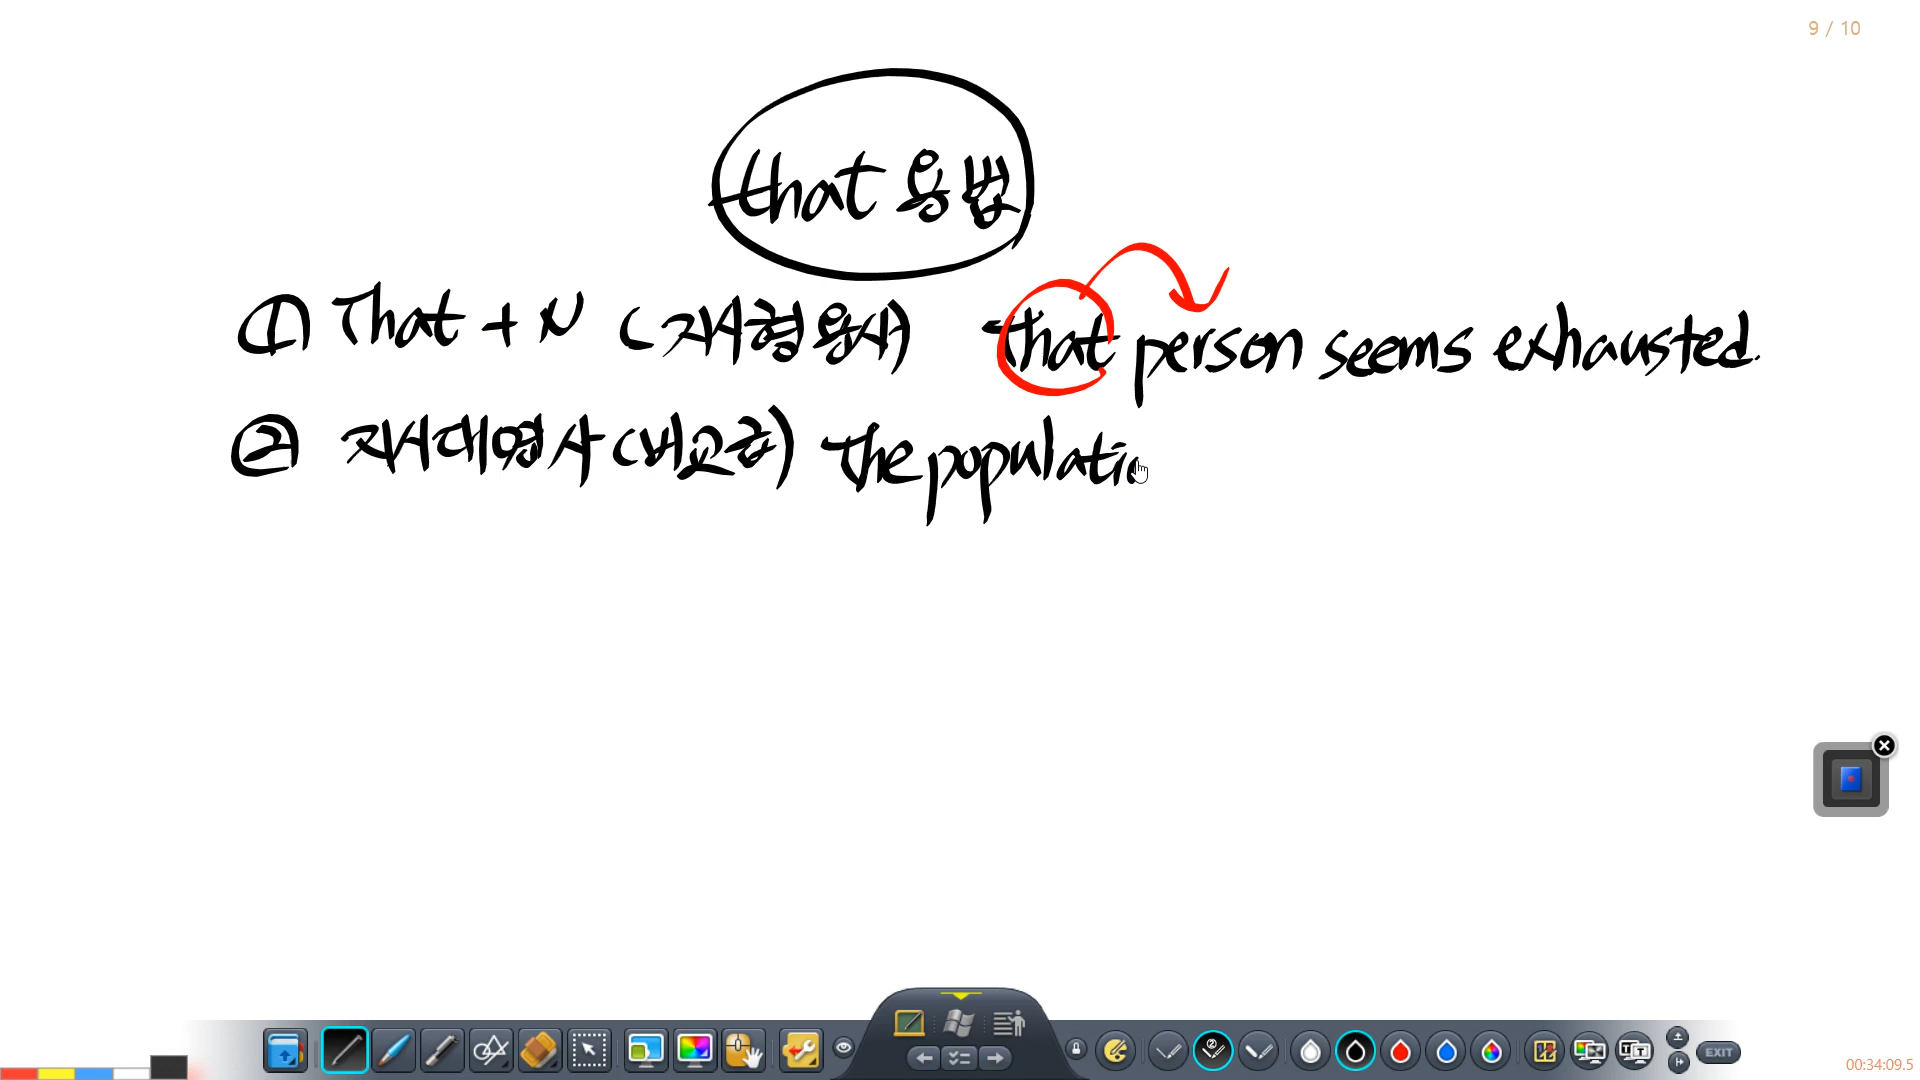 9 / 10
that 용법
① That + N (지시형용사) that person seems exhausted.
② 지시대명사 (비교급) The populatio
EXIT
00:34:09.5